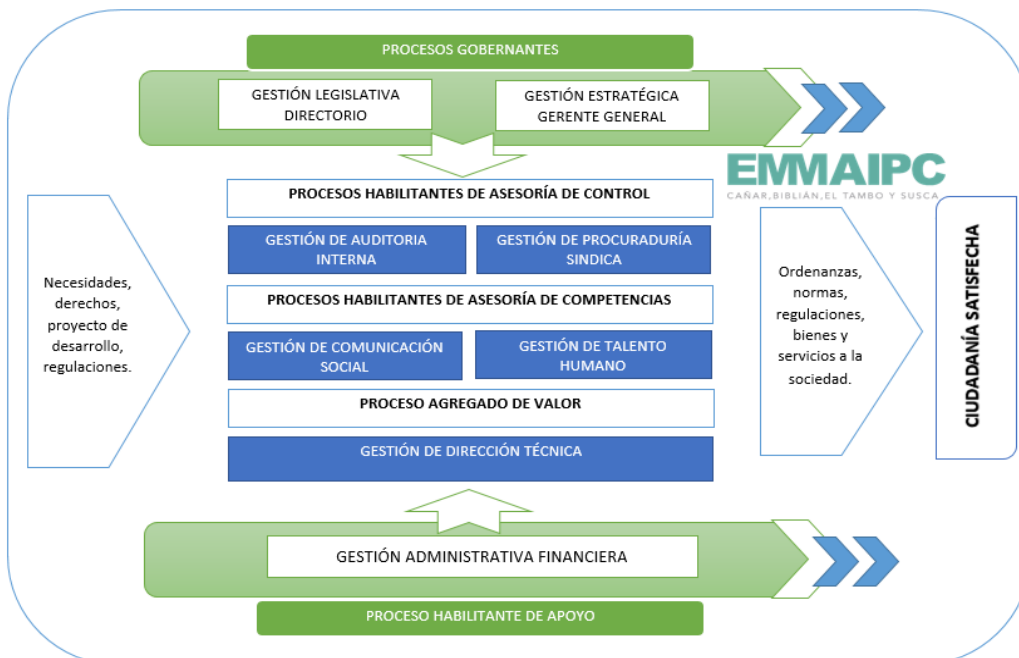 PROCESOS GOBERNANTES
GESTIÓN LEGISLATIVA
DIRECTORIO
GESTIÓN ESTRATÉGICA
GERENTE GENERAL
EMMAIPC
CAÑAR,BIBLIÁN,EL TAMBO Y SUSCA
PROCESOS HABILITANTES DE ASESORÍA DE CONTROL
GESTIÓN DE AUDITORIA
INTERNA
GESTIÓN DE PROCURADURÍA
SINDICA
PROCESOS HABILITANTES DE ASESORÍA DE COMPETENCIAS
GESTIÓN DE COMUNICACIÓN
SOCIAL
GESTIÓN DE TALENTO
HUMANO
PROCESO AGREGADO DE VALOR
GESTIÓN DE DIRECCIÓN TÉCNICA
Necesidades,
derechos,
proyecto de
desarrollo,
regulaciones.
Ordenanzas,
normas,
regulaciones,
bienes y
servicios a la
sociedad.
CIUDADANÍA SATISFECHA
GESTIÓN ADMINISTRATIVA FINANCIERA
PROCESO HABILITANTE DE APOYO